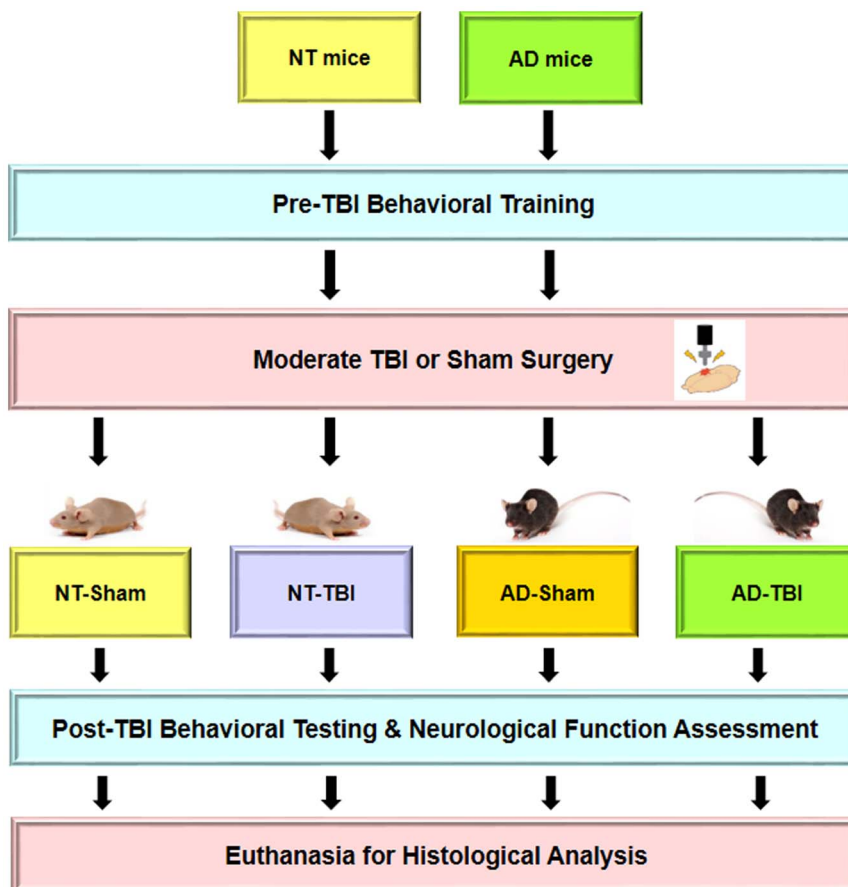 NT mice
AD mice
Pre-TBI Behavioral Training
Moderate TBI or Sham Surgery
NT-Sham
NT-TBI
AD-Sham
AD-TBI
Post-TBI Behavioral Testing & Neurological Function Assessment
Euthanasia for Histological Analysis